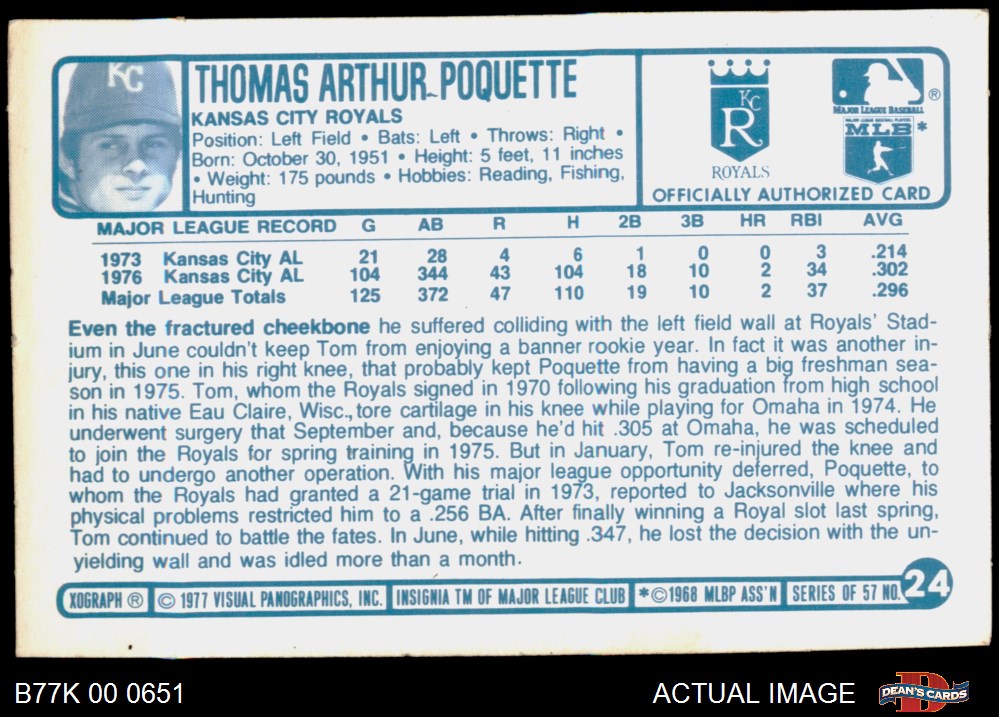 KC
THOMAS ARTHUR POQUETTE
KANSAS CITY ROYALS
Position: Left Field • Bats: Left • Throws: Right •
Born: October 30, 1951 • Height: 5 feet, 11 inches
• Weight: 175 pounds • Hobbies: Reading, Fishing,
Hunting
KC
R
ROYALS
MAJOR LEAGUE BASEBALL ®
MAJOR LEAGUE BASEBALL PLAYERS
MLB *
OFFICIALLY AUTHORIZED CARD
MAJOR LEAGUE RECORD G AB R H 2B 3B HR RBI AVG
1973 Kansas City AL 21 28 4 6 1 0 0 3 .214
1976 Kansas City AL 104 344 43 104 18 10 2 34 .302
Major League Totals 125 372 47 110 19 10 2 37 .296
Even the fractured cheekbone he suffered colliding with the left field wall at Royals' Stad-
ium in June couldn't keep Tom from enjoying a banner rookie year. In fact it was another in-
jury, this one in his right knee, that probably kept Poquette from having a big freshman sea-
son in 1975. Tom, whom the Royals signed in 1970 following his graduation from high school
in his native Eau Claire, Wisc., tore cartilage in his knee while playing for Omaha in 1974. He
underwent surgery that September and, because he'd hit .305 at Omaha, he was scheduled
to join the Royals for spring training in 1975. But in January, Tom re-injured the knee and
had to undergo another operation. With his major league opportunity deferred, Poquette, to
whom the Royals had granted a 21-game trial in 1973, reported to Jacksonville where his
physical problems restricted him to a .256 BA. After finally winning a Royal slot last spring,
Tom continued to battle the fates. In June, while hitting .347, he lost the decision with the un-
yielding wall and was idled more than a month.
XOGRAPH ® © 1977 VISUAL PANOGRAPHICS, INC. INSIGNIA TM OF MAJOR LEAGUE CLUB *©1968 MLBP ASS'N SERIES OF 57 NO. 24
B77K 00 0651 ACTUAL IMAGE D DEAN'S CARDS